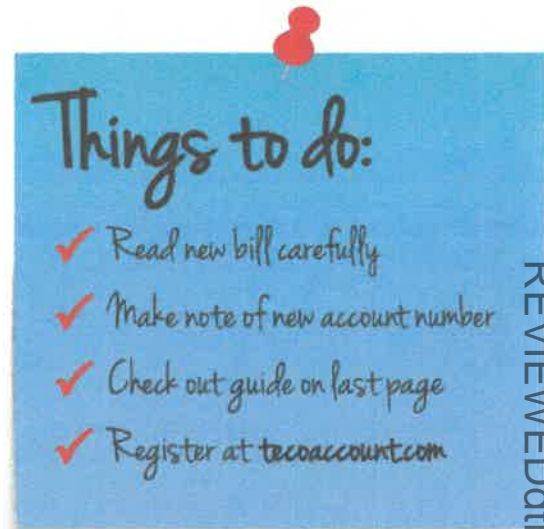 Things to do:
✓ Read new bill carefully
✓ Make note of new account number
✓ Check out guide on last page
✓ Register at tecoaccount.com
REVIEWEDat